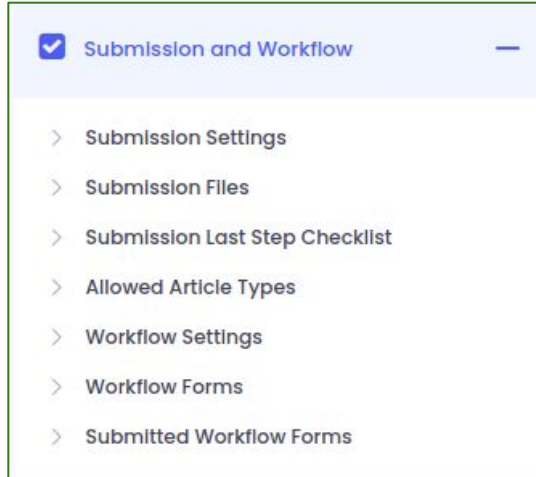 Submission and Workflow
Submission Settings
Submission Files
Submission Last Step Checklist
Allowed Article Types
Workflow Settings
Workflow Forms
Submitted Workflow Forms